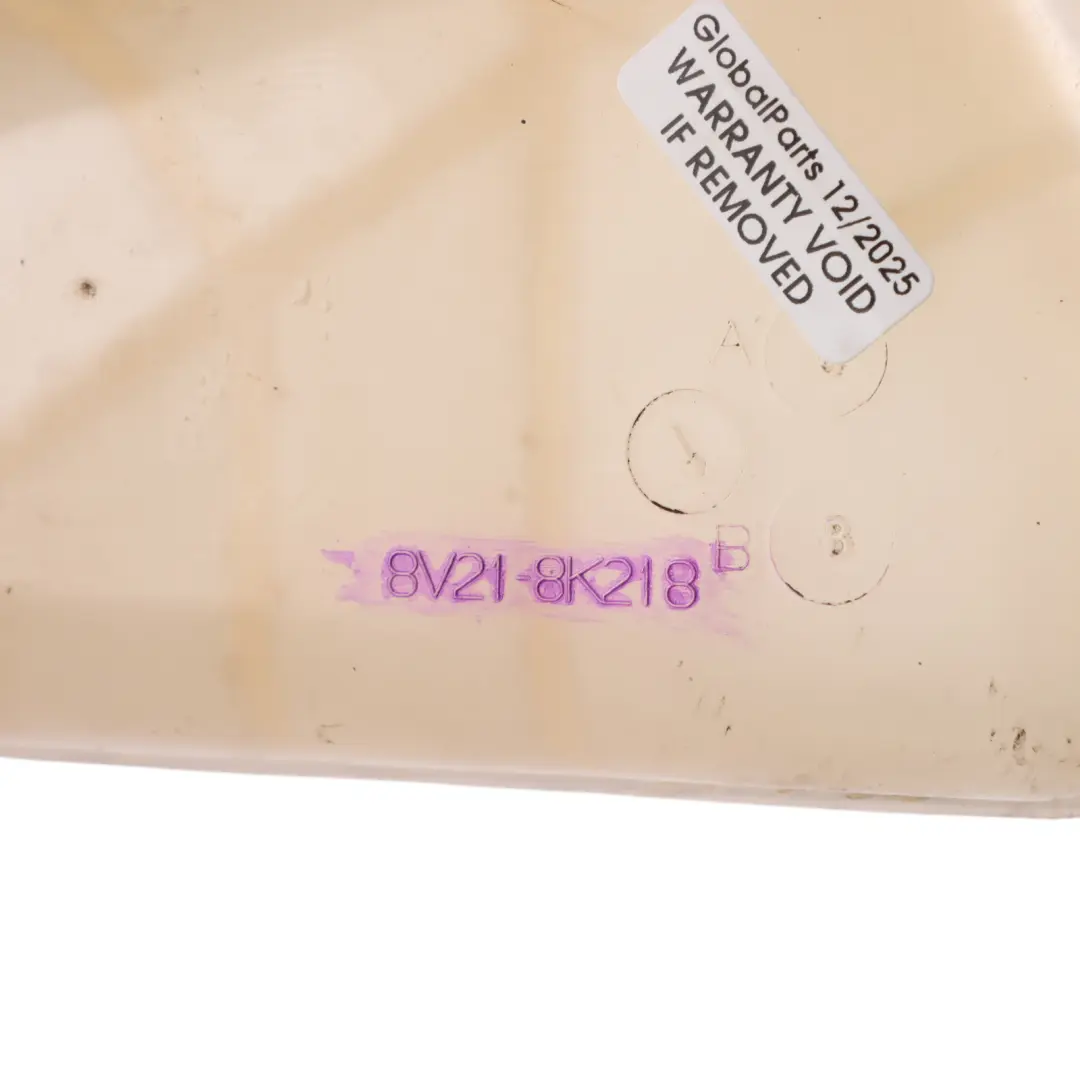 GlobalParts 12/2025
WARRANTY VOID
IF REMOVED
A
B
B
8V21-8K218